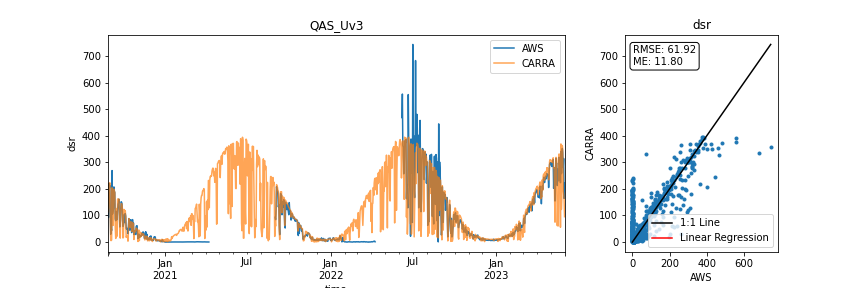 QAS_Uv3
dsr
700
600
500
400
300
200
100
0
AWS
CARRA
Jan
2021
Jul
Jan
2022
Jul
Jan
2023
time
dsr
CARRA
700
600
500
400
300
200
100
0
RMSE: 61.92
ME: 11.80
1:1 Line
Linear Regression
0 200 400 600
AWS